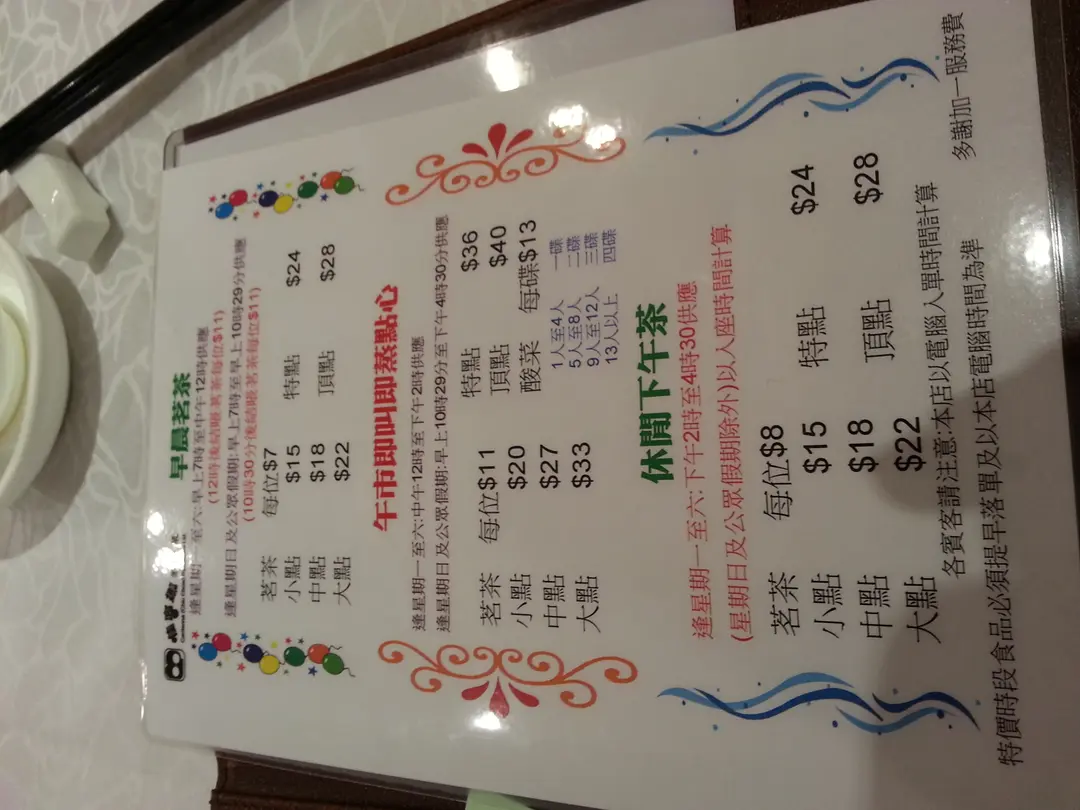 早晨茗茶
逢星期一至六:早上7時至中午12時供應
(12時後結賬茗茶每位$11)
逢星期日及公眾假期:早上7時至早上10時29分供應
(10時30分後結賬茗茶每位$11)
茗茶 每位$7
小點 $15 特點 $24
中點 $18 頂點 $28
大點 $22
午市即叫即蒸點心
逢星期一至六:中午12時至下午2時供應
逢星期日及公眾假期:早上10時29分至下午4時30分供應
茗茶 每位$11 特點 $36
小點 $20 頂點 $40
中點 $27 酸菜 每碟$13
大點 $33 1人至4人 一碟
5人至8人 二碟
9人至12人 三碟
13人以上 四碟
休閒下午茶
逢星期一至六:下午2時至4時30供應
(星期日及公眾假期除外)以入座時間計算
茗茶 每位$8
小點 $15 特點 $24
中點 $18 頂點 $28
大點 $22
各賓客請注意:本店以電腦入單時間計算
特價時段食品必須提早落單及以本店電腦時間為準
多謝加一服務費